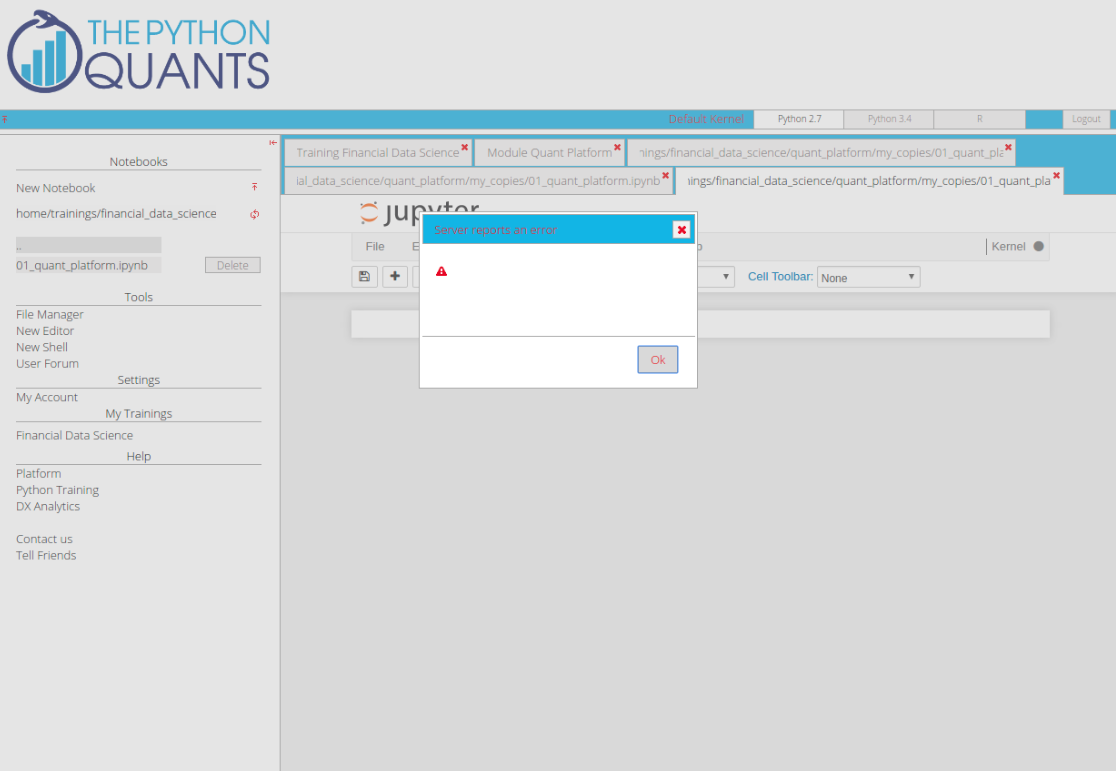 THE PYTHON
QUANTS
Default Kernel Python 2.7 Python 3.4 R Logout
Notebooks
New Notebook
home/trainings/financial_data_science
..
01_quant_platform.ipynb Delete
Tools
File Manager
New Editor
New Shell
User Forum
Settings
My Account
My Trainings
Financial Data Science
Help
Platform
Python Training
DX Analytics
Contact us
Tell Friends
Training Financial Data Science Module Quant Platform nings/financial_data_science/quant_platform/my_copies/01_quant_pla
ial_data_science/quant_platform/my_copies/01_quant_platform.ipynb nings/financial_data_science/quant_platform/my_copies/01_quant_pla
jupyter
File Kernel
Cell Toolbar: None
Server reports an error
Ok